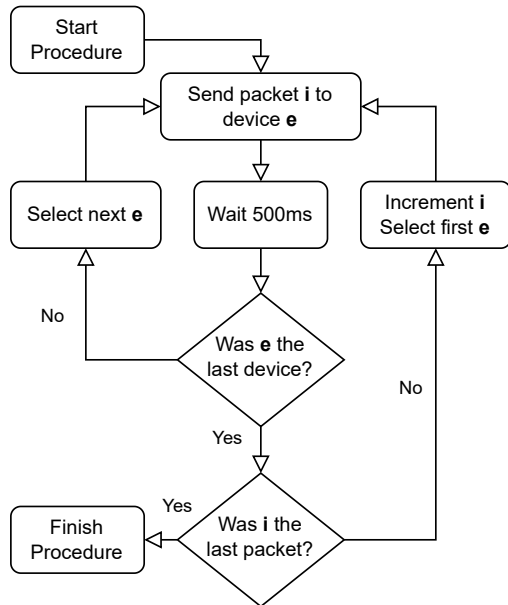 Start
Procedure
Send packet i to
device e
Select next e
Wait 500ms
Increment i
Select first e
No
Was e the
last device?
No
Yes
Yes
Finish
Procedure
Was i the
last packet?